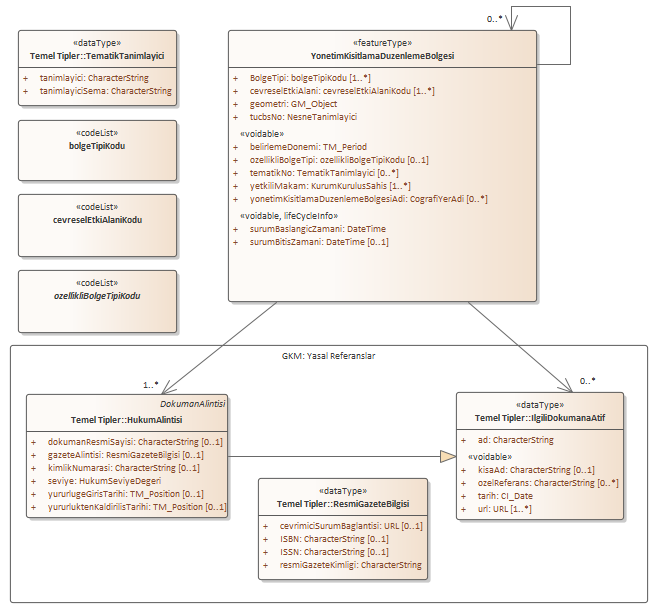 0..*
«dataType»
Temel Tipler::TematikTanimlayici
+ tanimlayici: CharacterString
+ tanimlayiciSema: CharacterString
«codeList»
bolgeTipiKodu
«codeList»
cevreselEtkiAlaniKodu
«codeList»
ozellikliBolgeTipiKodu
«featureType»
YonetimKisitlamaDuzenlemeBolgesi
+ BolgeTipi: bolgeTipiKodu [1..*]
+ cevreselEtkiAlani: cevreselEtkiAlaniKodu [1..*]
+ geometri: GM_Object
+ tucbsNo: NesneTanimlayici
«voidable»
+ belirlemeDonemi: TM_Period
+ ozellikliBolgeTipi: ozellikliBolgeTipiKodu [0..1]
+ tematikNo: TematikTanimlayici [0..*]
+ yetkiliMakam: KurumKurulusSahis [1..*]
+ yonetimKisitlamaDuzenlemeBolgesiAdi: CografiYerAdi [0..*]
«voidable, lifeCycleInfo»
+ surumBaslangicZamani: DateTime
+ surumBitisZamani: DateTime [0..1]
GKM: Yasal Referanslar
1..*
0..*
DokumanAlintisi
Temel Tipler::HukumAlintisi
+ dokumanResmiSayisi: CharacterString [0..1]
+ gazeteAlintisi: ResmiGazeteBilgisi [0..1]
+ kimlikNumarasi: CharacterString [0..1]
+ seviye: HukumSeviyeDegeri
+ yururlugeGirisTarihi: TM_Position [0..1]
+ yururluktenKaldirilisTarihi: TM_Position [0..1]
«dataType»
Temel Tipler::IlgiliDokumanaAtif
+ ad: CharacterString
«voidable»
+ kisaAd: CharacterString [0..1]
+ ozelReferans: CharacterString [0..*]
+ tarih: CI_Date
+ url: URL [1..*]
«dataType»
Temel Tipler::ResmiGazeteBilgisi
+ cevrimiciSurumBaglantisi: URL [0..1]
+ ISBN: CharacterString [0..1]
+ ISSN: CharacterString [0..1]
+ resmiGazeteKimligi: CharacterString